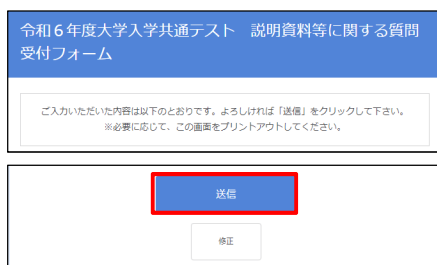 令和６年度大学入学共通テスト　説明資料等に関する質問
受付フォーム
ご入力いただいた内容は以下のとおりです。よろしければ「送信」をクリックして下さい。
※必要に応じて、この画面をプリントアウトしてください。
送信
修正